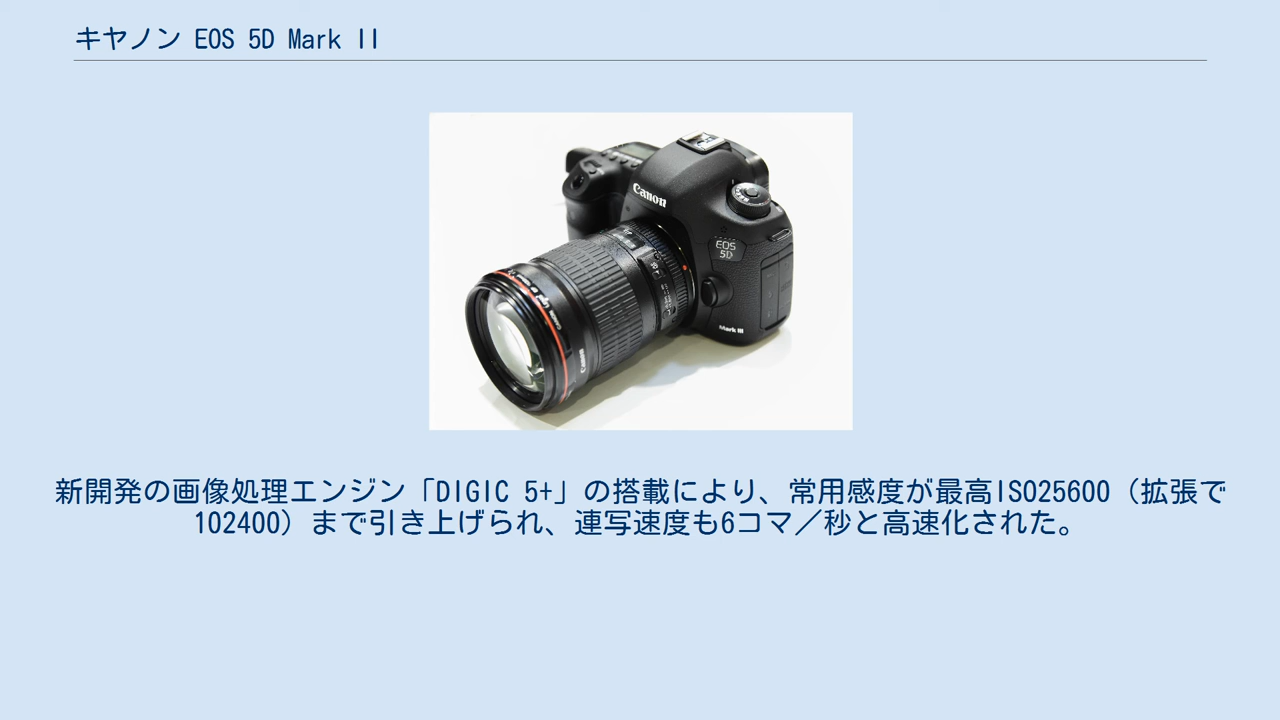 キヤノン EOS 5D Mark II
Canon
EOS
5D
Mark III
Canon
新開発の画像処理エンジン「DIGIC 5+」の搭載により、常用感度が最高ISO25600（拡張で
102400）まで引き上げられ、連写速度も6コマ／秒と高速化された。